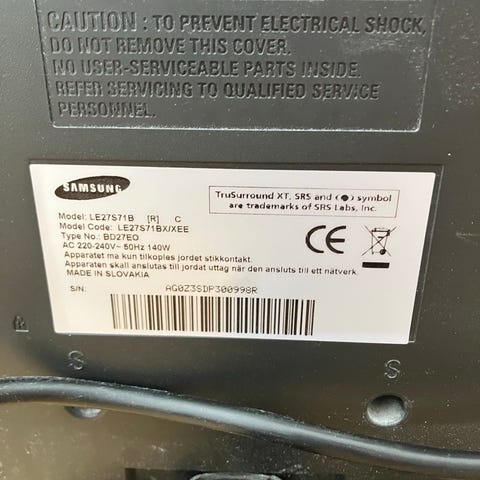 CAUTION : TO PREVENT ELECTRICAL SHOCK,
DO NOT REMOVE THIS COVER.
NO USER-SERVICEABLE PARTS INSIDE.
REFER SERVICING TO QUALIFIED SERVICE
PERSONNEL.
SAMSUNG
TruSurround XT, SRS and (●) symbol
are trademarks of SRS Labs, Inc.
Model: LE27S71B [R] C
Model Code: LE27S71BX/XEE
Type No.: BD27EO
AC 220-240V~ 50Hz 140W
Apparatet ma kun tilkoples jordet stikkontakt.
Apparaten skall anslutas till jordat uttag när den ansluts till ett nätverk.
MADE IN SLOVAKIA
CE
S/N: AG0Z3SDP300998R
S S